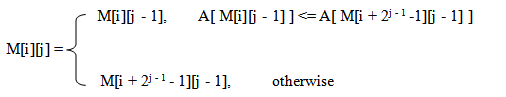 M[i][j - 1], A[ M[i][j - 1] ] <= A[ M[i + 2^j - 1 -1][j - 1] ]
M[i][j] =
M[i + 2^j - 1 - 1][j - 1], otherwise